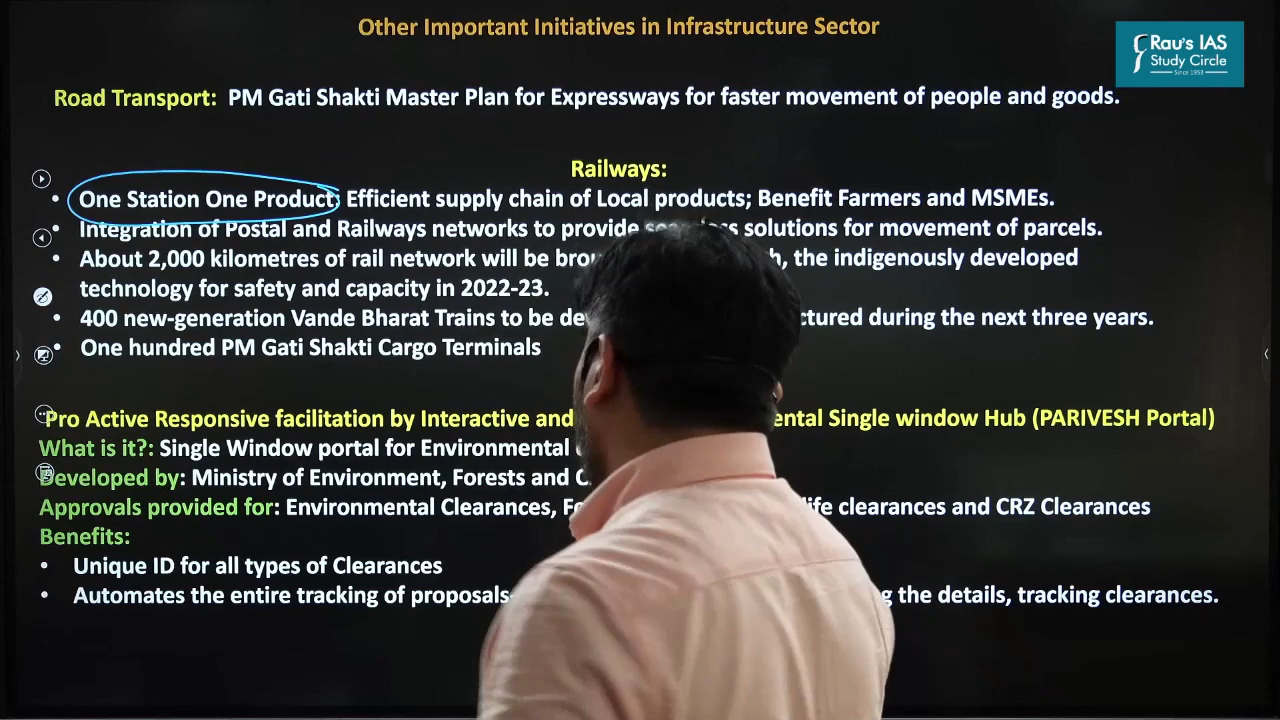 Other Important Initiatives in Infrastructure Sector
Rau's IAS
Study Circle
Since 1953
Road Transport: PM Gati Shakti Master Plan for Expressways for faster movement of people and goods.
Railways:
• One Station One Product: Efficient supply chain of Local products; Benefit Farmers and MSMEs.
• Integration of Postal and Railways networks to provide solutions for movement of parcels.
• About 2,000 kilometres of rail network will be the indigenously developed
technology for safety and capacity in 2022-23.
• 400 new-generation Vande Bharat Trains to be during the next three years.
• One hundred PM Gati Shakti Cargo Terminals
Pro Active Responsive facilitation by Interactive and Single window Hub (PARIVESH Portal)
What is it?: Single Window portal for Environmental
Developed by: Ministry of Environment, Forests and
Approvals provided for: Environmental Clearances, clearances and CRZ Clearances
Benefits:
• Unique ID for all types of Clearances
• Automates the entire tracking of proposals- the details, tracking clearances.